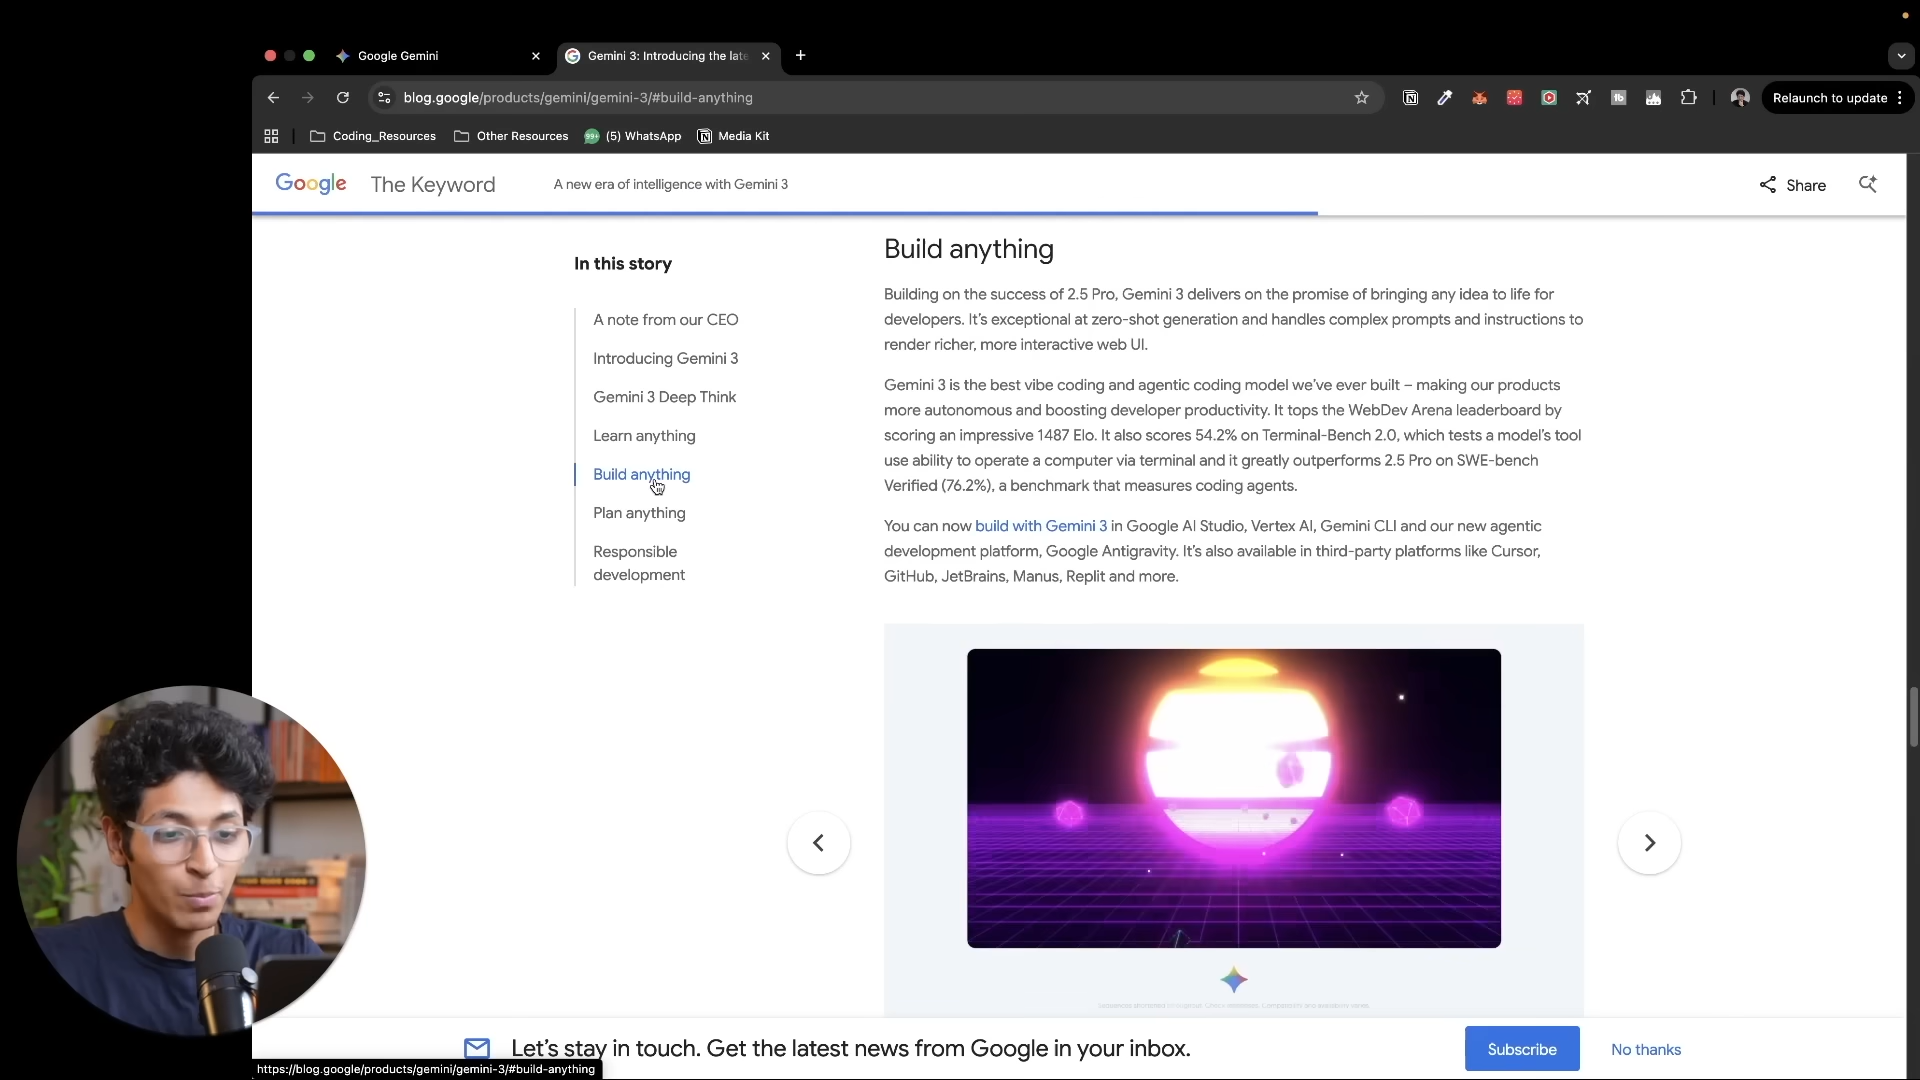 Google Gemini
Gemini 3: Introducing the late
blog.google/products/gemini/gemini-3/#build-anything
Relaunch to update
Coding_Resources
Other Resources
(5) WhatsApp
Media Kit
Google The Keyword
A new era of intelligence with Gemini 3
Share
In this story
A note from our CEO
Introducing Gemini 3
Gemini 3 Deep Think
Learn anything
Build anything
Plan anything
Responsible
development
Build anything
Building on the success of 2.5 Pro, Gemini 3 delivers on the promise of bringing any idea to life for
developers. It's exceptional at zero-shot generation and handles complex prompts and instructions to
render richer, more interactive web UI.
Gemini 3 is the best vibe coding and agentic coding model we've ever built – making our products
more autonomous and boosting developer productivity. It tops the WebDev Arena leaderboard by
scoring an impressive 1487 Elo. It also scores 54.2% on Terminal-Bench 2.0, which tests a model's tool
use ability to operate a computer via terminal and it greatly outperforms 2.5 Pro on SWE-bench
Verified (76.2%), a benchmark that measures coding agents.
You can now build with Gemini 3 in Google AI Studio, Vertex AI, Gemini CLI and our new agentic
development platform, Google Antigravity. It's also available in third-party platforms like Cursor,
GitHub, JetBrains, Manus, Replit and more.
Let's stay in touch. Get the latest news from Google in your inbox.
Subscribe
No thanks
https://blog.google/products/gemini/gemini-3/#build-anything